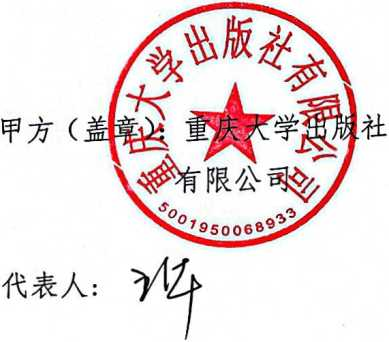 重庆大学出版社有限公司
甲方（盖章）：重庆大学出版社
有限公司
5001950068933
代表人：